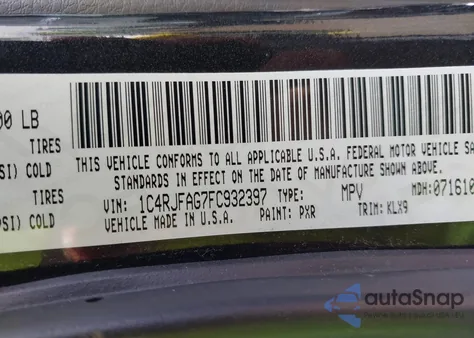 00 LB
TIRES
SI) COLD
TIRES
PSI) COLD
THIS VEHICLE CONFORMS TO ALL APPLICABLE U.S.A. FEDERAL MOTOR VEHICLE SA
STANDARDS IN EFFECT ON THE DATE OF MANUFACTURE SHOWN ABOVE.
VIN: 1C4RJFAG7FC932397 TYPE: MPV MDH:071610
VEHICLE MADE IN U.S.A. PAINT: PXR TRIM: KLX9
autaSnap